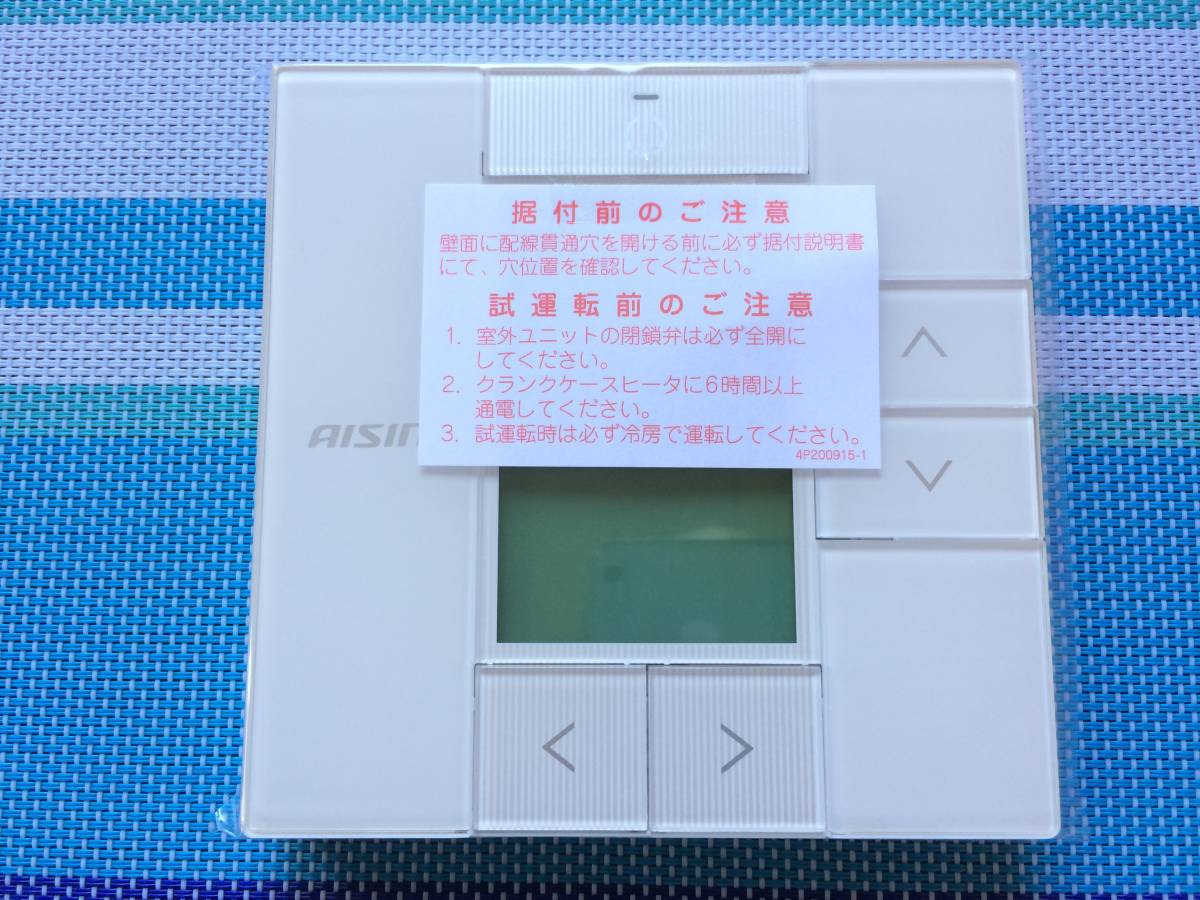 据付前のご注意
壁面に配線貫通穴を開ける前に必ず据付説明書
にて、穴位置を確認してください。
試運転前のご注意
1. 室外ユニットの閉鎖弁は必ず全開に
してください。
2. クランクケースヒータに6時間以上
通電してください。
3. 試運転時は必ず冷房で運転してください。
4P200915-1
AISIN